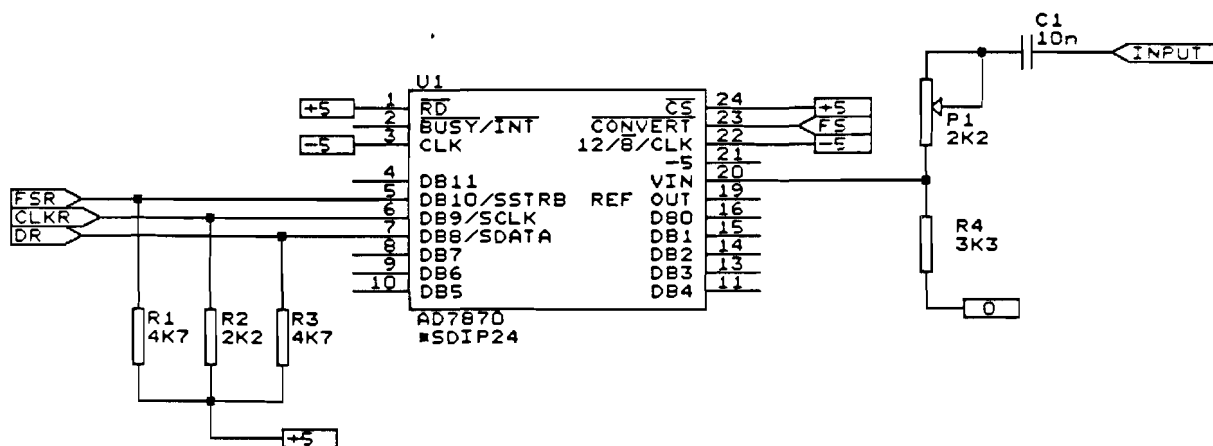 C1
10n
INPUT
U1
+5
1
RD
CS
24
+5
2
BUSY/INT
CONVERT
23
FS
-5
3
CLK
12/8/CLK
22
-5
-5
21
P1
2K2
4
DB11
VIN
20
FSR
5
DB10/SSTRB
REF OUT
19
CLKR
6
DB9/SCLK
DB0
16
DR
7
DB8/SDATA
DB1
15
8
DB7
DB2
14
9
DB6
DB3
13
10
DB5
DB4
11
R4
3K3
0
AD7870
*SDIP24
R1
4K7
R2
2K2
R3
4K7
+5